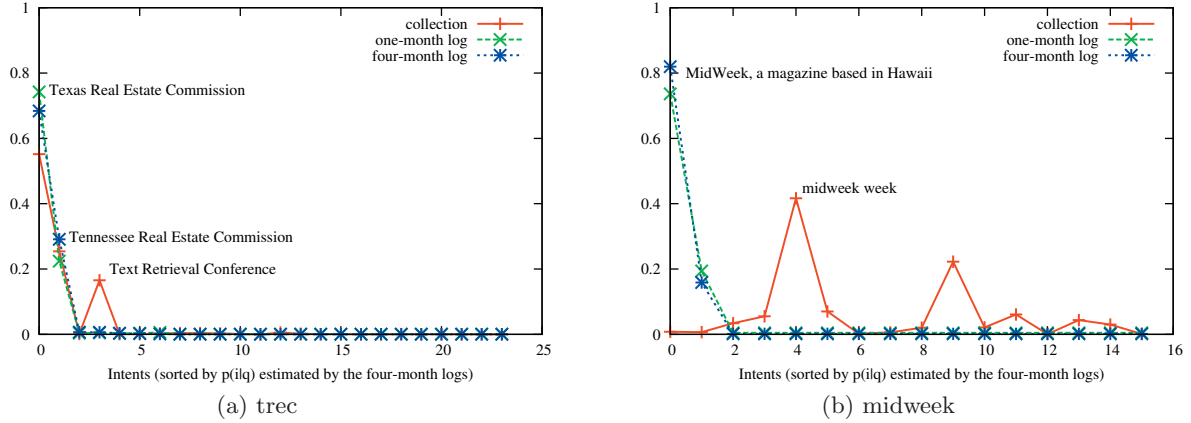 1
0.8
0.6
0.4
0.2
0
collection
one-month log
four-month log
Texas Real Estate Commission
Tennessee Real Estate Commission
Text Retrieval Conference
0 5 10 15 20 25
Intents (sorted by p(i|q) estimated by the four-month logs)
(a) trec
1
0.8
0.6
0.4
0.2
0
collection
one-month log
four-month log
MidWeek, a magazine based in Hawaii
midweek week
0 2 4 6 8 10 12 14 16
Intents (sorted by p(i|q) estimated by the four-month logs)
(b) midweek